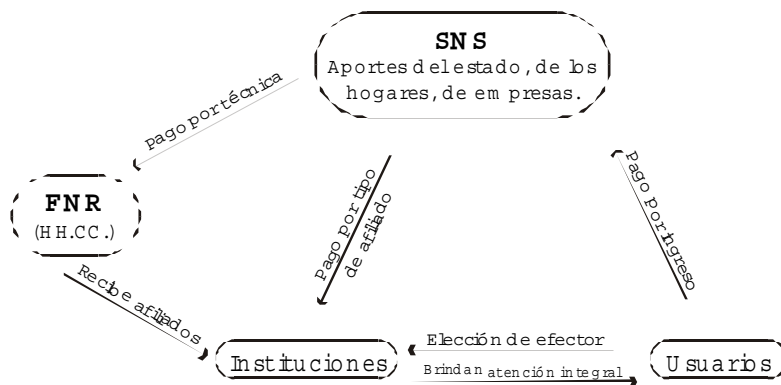 SNS
Aportes del estado, de los
hogares, de empresas.
Pago por técnica
FNR
(HH.CC.)
Pago por tipo
de afiliado
Pago por ingreso
Recibe afiliados
Elección de efector
Instituciones
Brindan atención integral
Usuarios